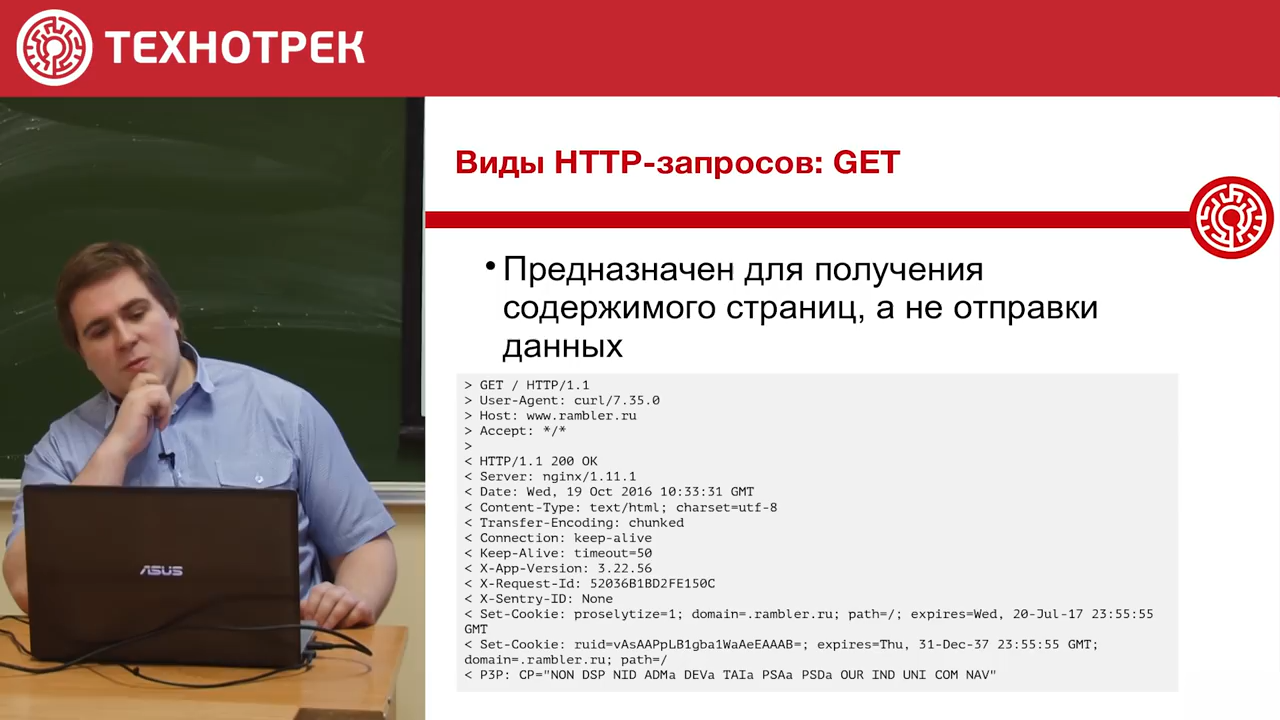 ТЕХНОТРЕК
Виды HTTP-запросов: GET
• Предназначен для получения
содержимого страниц, а не отправки
данных
> GET / HTTP/1.1
> User-Agent: curl/7.35.0
> Host: www.rambler.ru
> Accept: */*
>
< HTTP/1.1 200 OK
< Server: nginx/1.11.1
< Date: Wed, 19 Oct 2016 10:33:31 GMT
< Content-Type: text/html; charset=utf-8
< Transfer-Encoding: chunked
< Connection: keep-alive
< Keep-Alive: timeout=50
< X-App-Version: 3.22.56
< X-Request-Id: 52036B1BD2FE150C
< X-Sentry-ID: None
< Set-Cookie: proselytize=1; domain=.rambler.ru; path=/; expires=Wed, 20-Jul-17 23:55:55
GMT
< Set-Cookie: ruid=vAsAAPpLB1gba1WaAeEAAAB=; expires=Thu, 31-Dec-37 23:55:55 GMT;
domain=.rambler.ru; path=/
< P3P: CP="NON DSP NID ADMa DEVa TAIa PSAa PSDa OUR IND UNI COM NAV"
ASUS